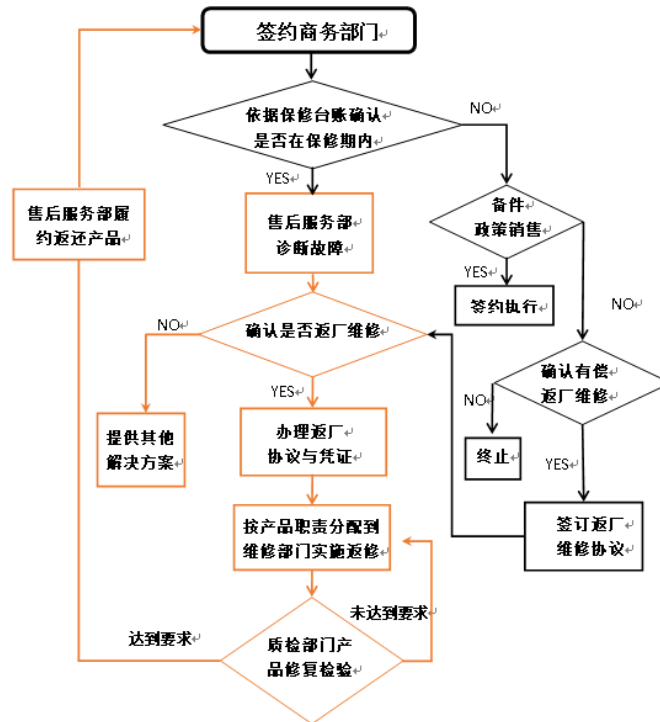 签约商务部门
依据保修台账确认
是否在保修期内
NO
YES
售后服务部履
约返还产品
售后服务部
诊断故障
备件
政策销售
YES
签约执行
NO
NO
确认是否返厂维修
确认有偿
返厂维修
YES
NO
提供其他
解决方案
办理返厂
协议与凭证
终止
YES
按产品职责分配到
维修部门实施返修
签订返厂
维修协议
未达到要求
达到要求
质检部门产
品修复检验